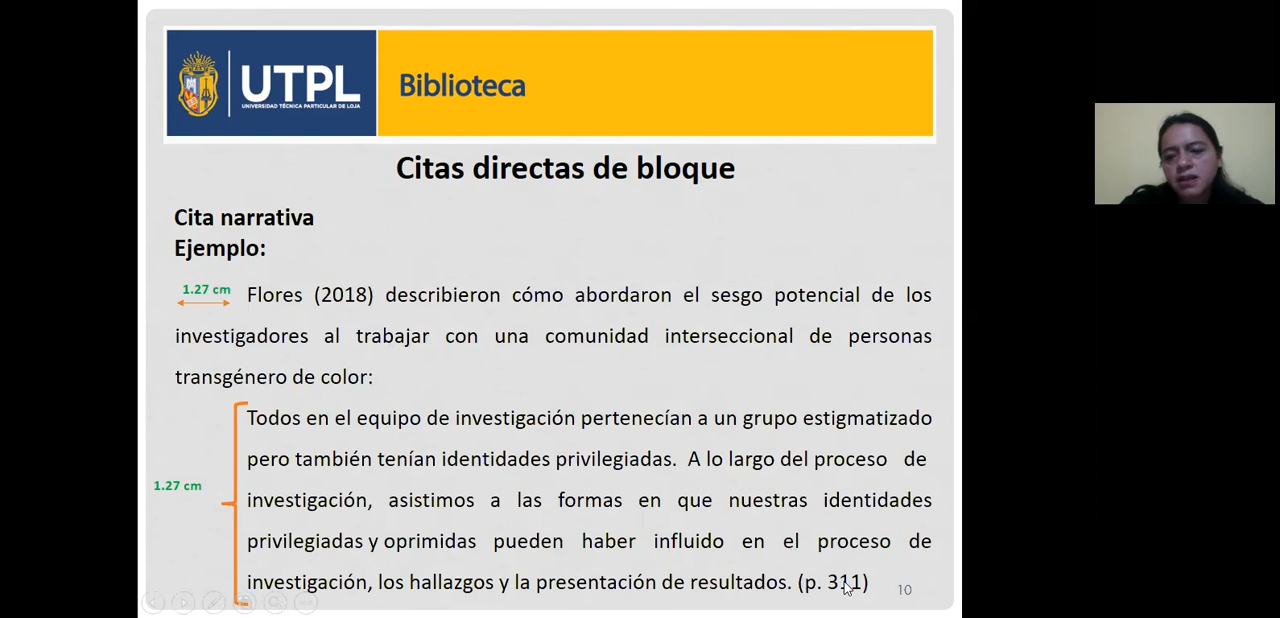 UTPL
UNIVERSIDAD TÉCNICA PARTICULAR DE LOJA
Biblioteca
Citas directas de bloque
Cita narrativa
Ejemplo:
1.27 cm
Flores (2018) describieron cómo abordaron el sesgo potencial de los
investigadores al trabajar con una comunidad interseccional de personas
transgénero de color:
Todos en el equipo de investigación pertenecían a un grupo estigmatizado
pero también tenían identidades privilegiadas. A lo largo del proceso de
1.27 cm
investigación, asistimos a las formas en que nuestras identidades
privilegiadas y oprimidas pueden haber influido en el proceso de
investigación, los hallazgos y la presentación de resultados. (p. 311)
10